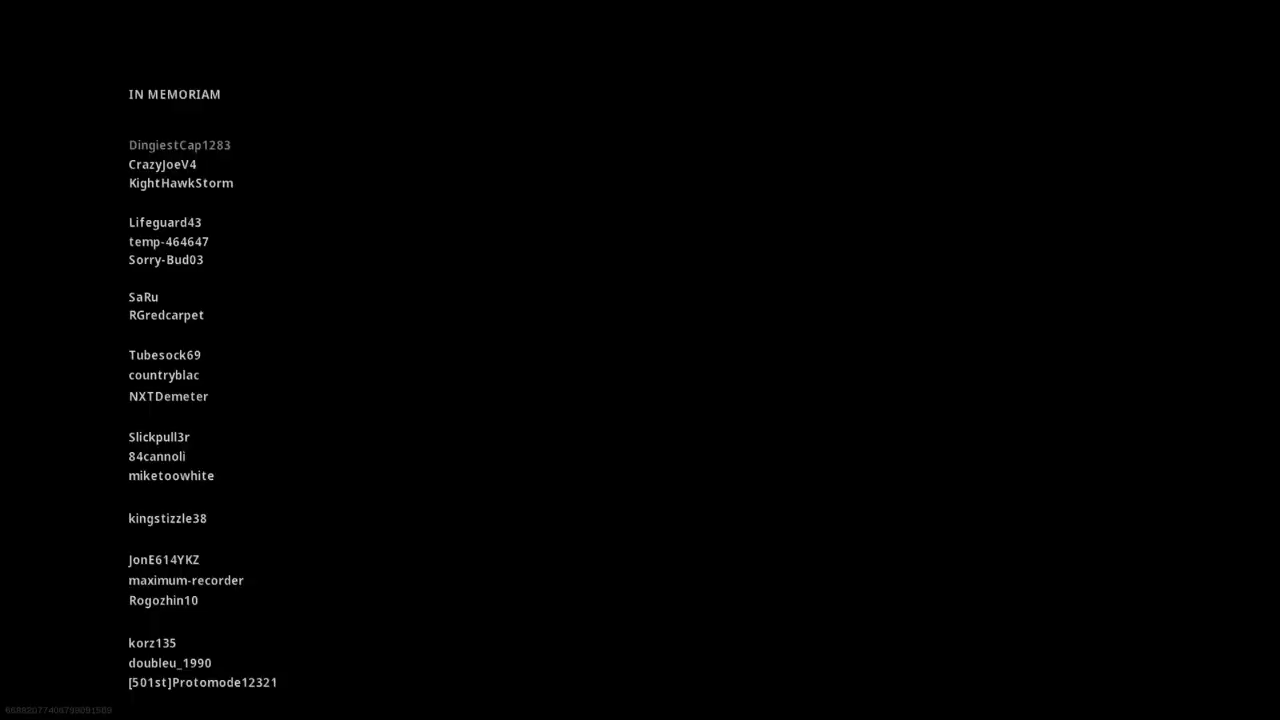 IN MEMORIAM
DingiestCap1283
CrazyJoeV4
KightHawkStorm
Lifeguard43
temp-464647
Sorry-Bud03
SaRu
RGredcarpet
Tubesock69
countryblac
NXTDemeter
Slickpull3r
84cannoli
miketoowhite
kingstizzle38
JonE614YKZ
maximum-recorder
Rogozhin10
korz135
doubleu_1990
[501st]Protomode12321